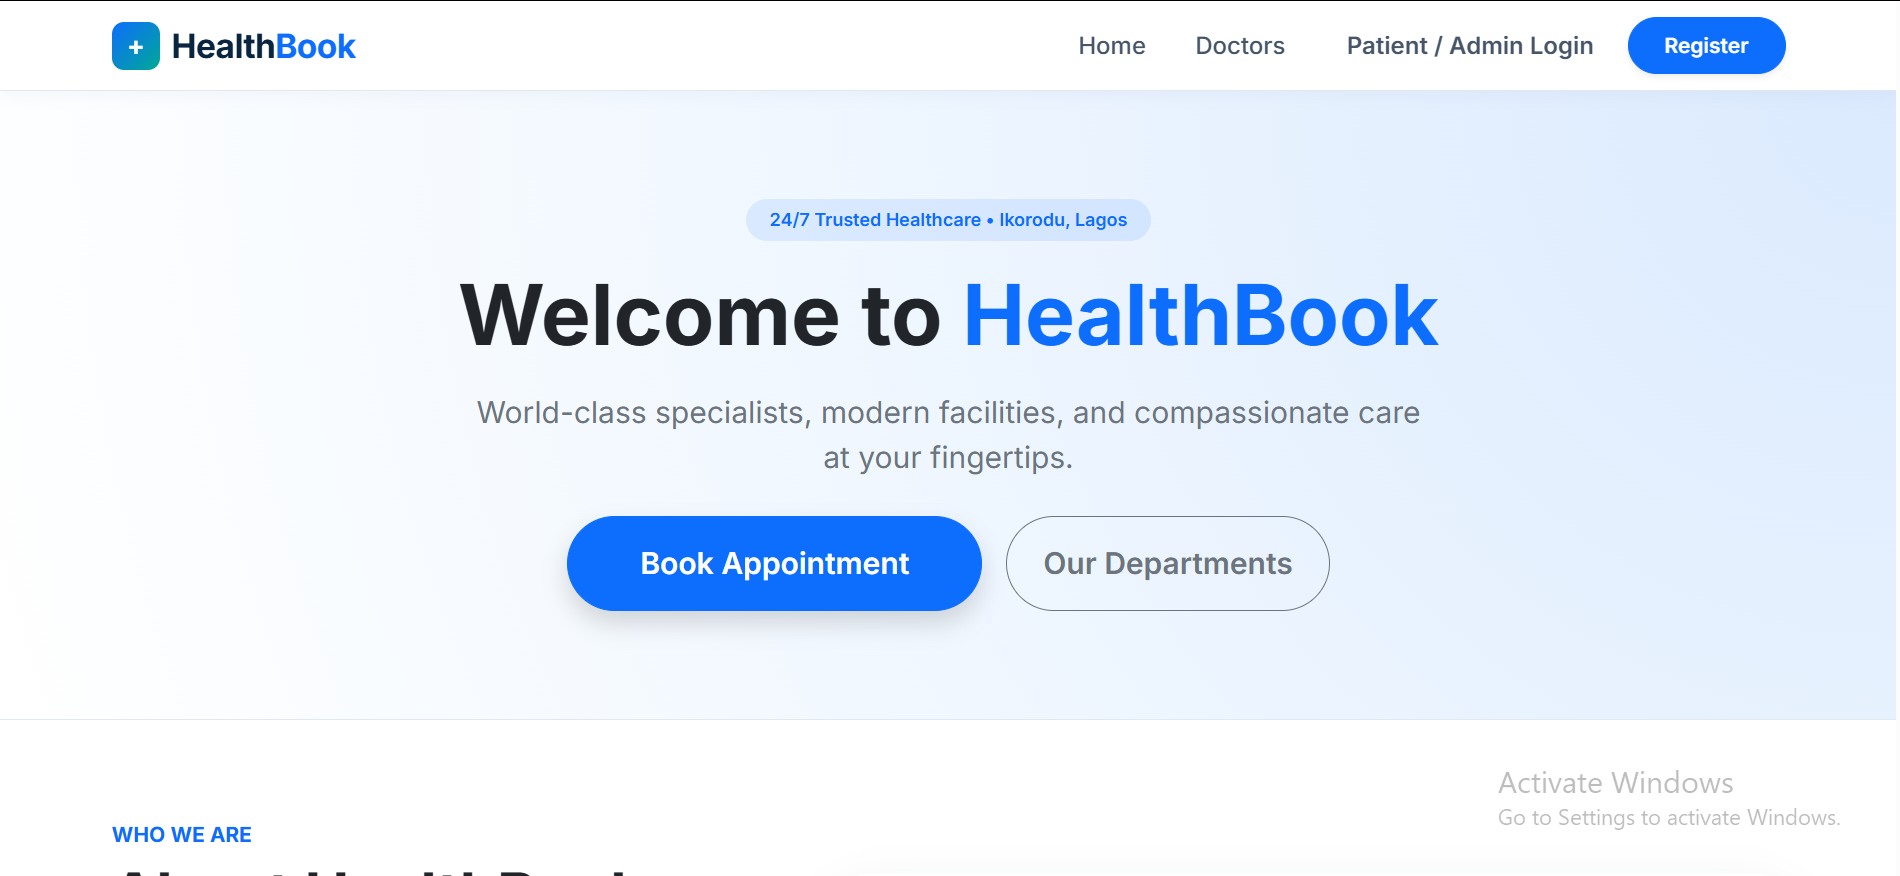 + HealthBook
Home
Doctors
Patient / Admin Login
Register
24/7 Trusted Healthcare • Ikorodu, Lagos
Welcome to HealthBook
World-class specialists, modern facilities, and compassionate care
at your fingertips.
Book Appointment
Our Departments
Activate Windows
Go to Settings to activate Windows.
WHO WE ARE